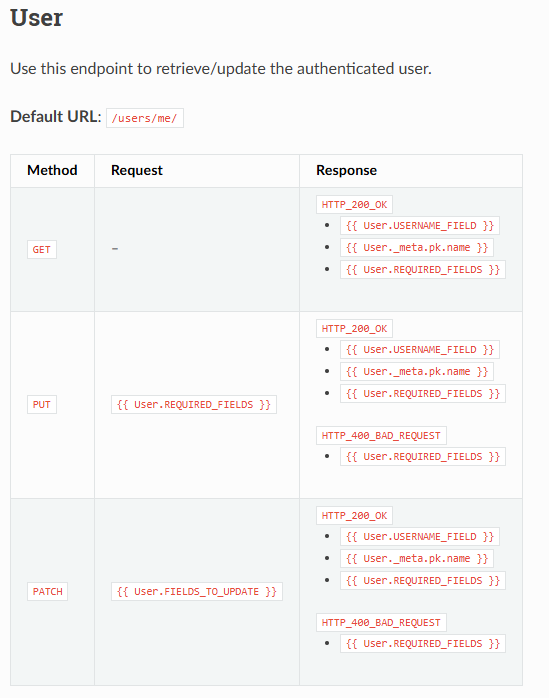 User
Use this endpoint to retrieve/update the authenticated user.
Default URL: /users/me/
Method Request Response
GET
–
HTTP_200_OK
• {{ User.USERNAME_FIELD }}
• {{ User._meta.pk.name }}
• {{ User.REQUIRED_FIELDS }}
PUT
{{ User.REQUIRED_FIELDS }}
HTTP_200_OK
• {{ User.USERNAME_FIELD }}
• {{ User._meta.pk.name }}
• {{ User.REQUIRED_FIELDS }}
HTTP_400_BAD_REQUEST
• {{ User.REQUIRED_FIELDS }}
PATCH
{{ User.FIELDS_TO_UPDATE }}
HTTP_200_OK
• {{ User.USERNAME_FIELD }}
• {{ User._meta.pk.name }}
• {{ User.REQUIRED_FIELDS }}
HTTP_400_BAD_REQUEST
• {{ User.REQUIRED_FIELDS }}